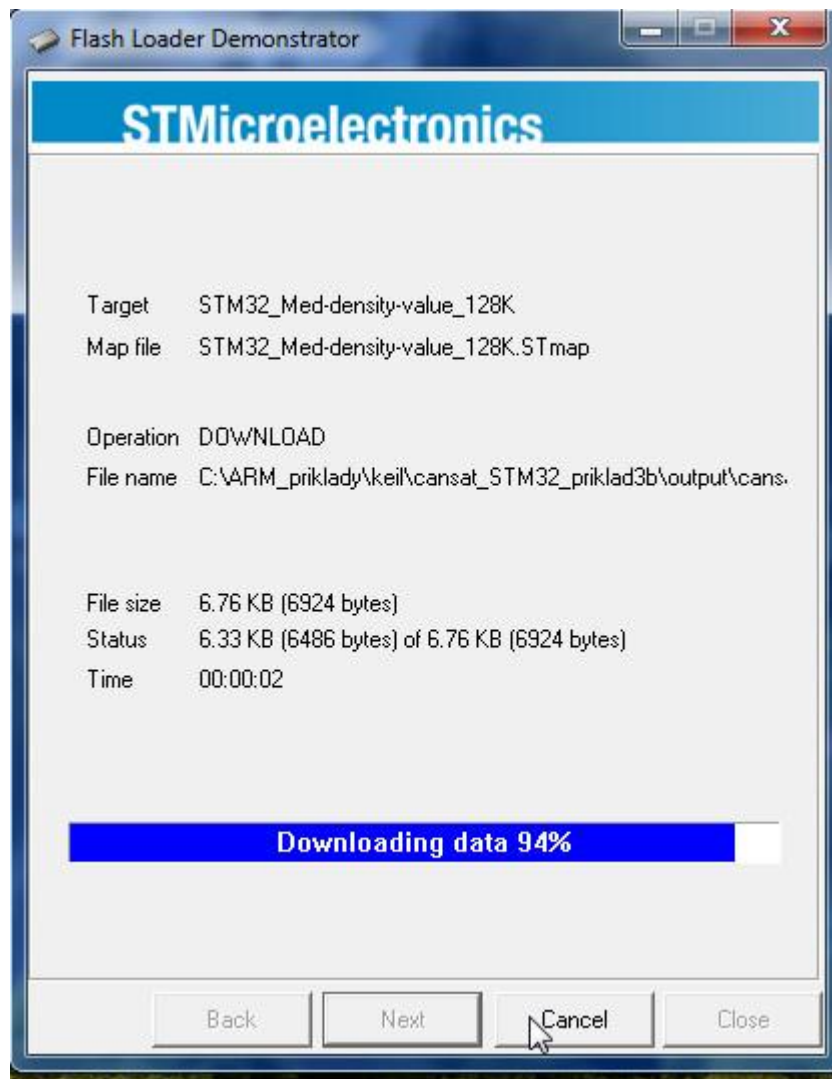 Flash Loader Demonstrator
STMicroelectronics
Target STM32_Med-density-value_128K
Map file STM32_Med-density-value_128K.STmap
Operation DOWNLOAD
File name C:\ARM_priklady\keil\cansat_STM32_priklad3b\output\cans
File size 6.76 KB (6924 bytes)
Status 6.33 KB (6486 bytes) of 6.76 KB (6924 bytes)
Time 00:00:02
Downloading data 94%
Back Next Cancel Close